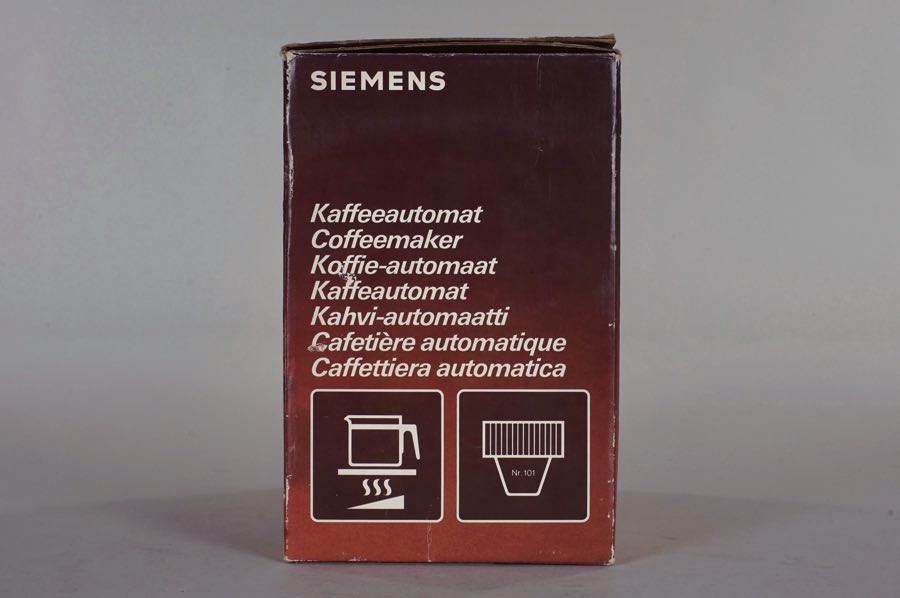 SIEMENS
Kaffeeautomat
Coffeemaker
Koffie-automaat
Kaffeautomat
Kahvi-automaatti
Cafetière automatique
Caffettiera automatica
Nr. 101